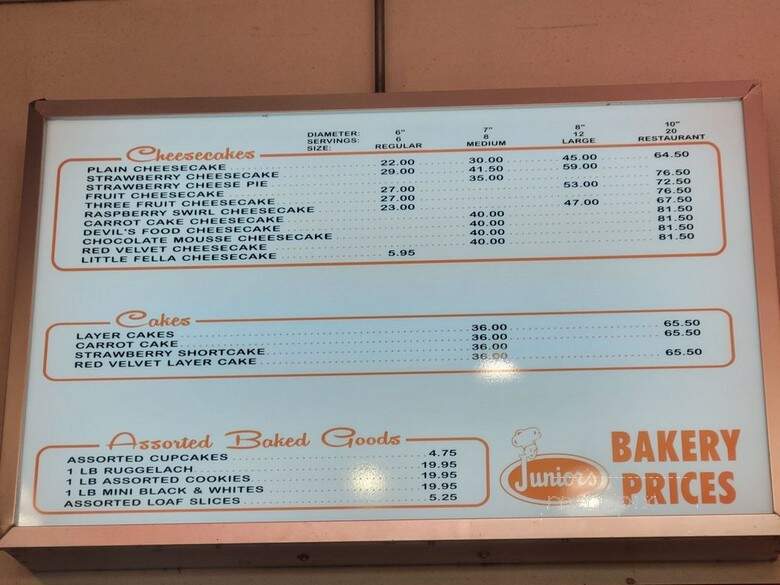 DIAMETER: 6" 7" 8" 10"
SERVINGS: 6 8 12 20
SIZE: REGULAR MEDIUM LARGE RESTAURANT
Cheesecakes
PLAIN CHEESECAKE 22.00 30.00 45.00 64.50
STRAWBERRY CHEESECAKE 29.00 41.50 59.00
STRAWBERRY CHEESE PIE 35.00 76.50
FRUIT CHEESECAKE 27.00 53.00 72.50
THREE FRUIT CHEESECAKE 27.00 76.50
RASPBERRY SWIRL CHEESECAKE 23.00 47.00 67.50
CARROT CAKE CHEESECAKE 40.00 81.50
DEVIL'S FOOD CHEESECAKE 40.00 81.50
CHOCOLATE MOUSSE CHEESECAKE 40.00 81.50
RED VELVET CHEESECAKE 40.00 81.50
LITTLE FELLA CHEESECAKE 5.95
Cakes
LAYER CAKES 36.00 65.50
CARROT CAKE 36.00 65.50
STRAWBERRY SHORTCAKE 36.00
RED VELVET LAYER CAKE 36.00 65.50
Assorted Baked Goods
ASSORTED CUPCAKES 4.75
1 LB RUGGELACH 19.95
1 LB ASSORTED COOKIES 19.95
1 LB MINI BLACK & WHITES 19.95
ASSORTED LOAF SLICES 5.25
Juniors
BAKERY
PRICES